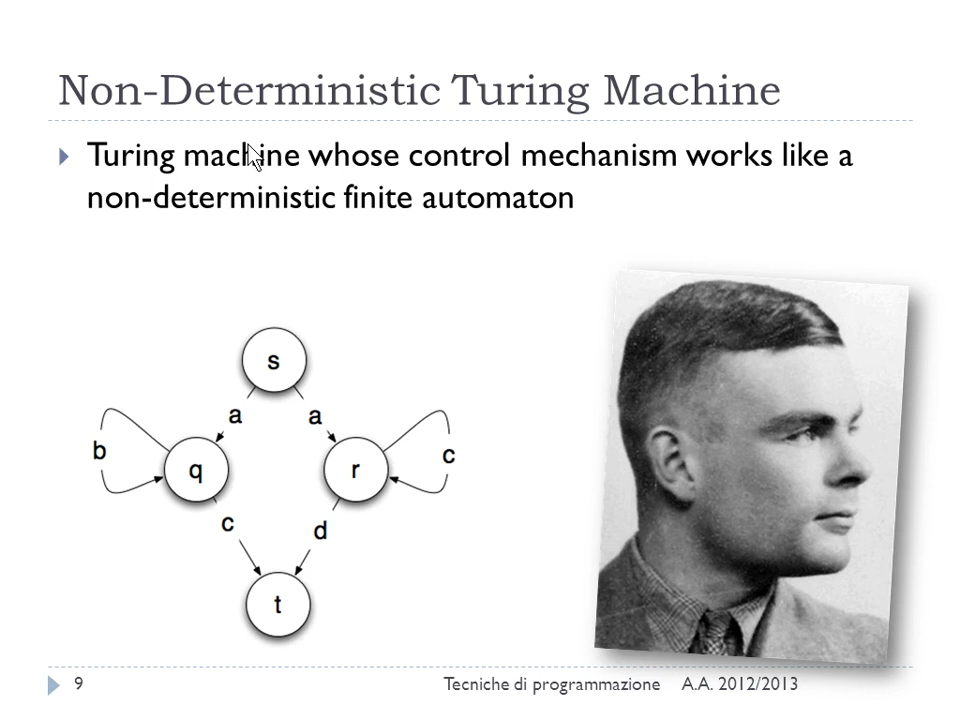 Non-Deterministic Turing Machine
Turing machine whose control mechanism works like a
non-deterministic finite automaton
s
a a
b q r c
c d
t
9 Tecniche di programmazione A.A. 2012/2013